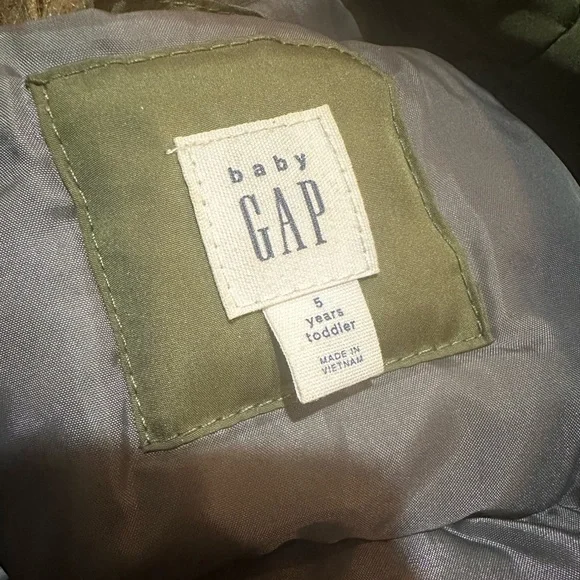 baby
GAP
5
years
toddler
MADE IN
VIETNAM